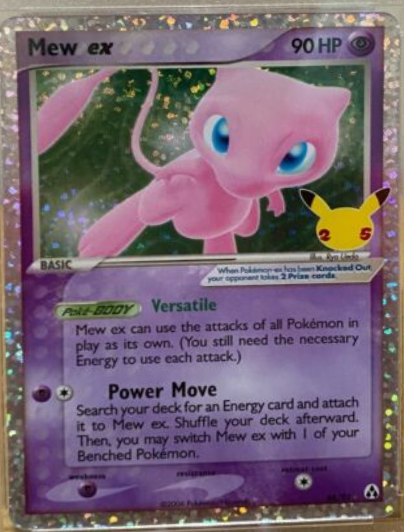 Mew ex
90 HP
25
Illus. Ryo Ueda
BASIC
When Pokémon-ex has been Knocked Out
your opponent takes 2 Prize cards.
Poké-BODY Versatile
Mew ex can use the attacks of all Pokémon in
play as its own. (You still need the necessary
Energy to use each attack.)
Power Move
Search your deck for an Energy card and attach
it to Mew ex. Shuffle your deck afterward.
Then, you may switch Mew ex with 1 of your
Benched Pokémon.
weakness resistance retreat cost